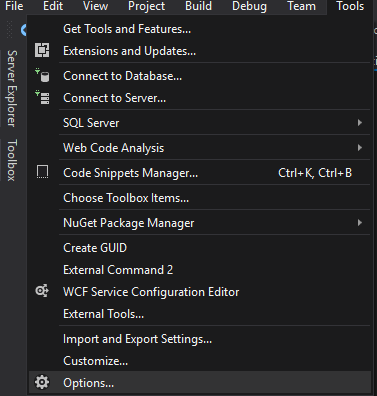 File Edit View Project Build Debug Team Tools
Get Tools and Features...
Extensions and Updates...
Connect to Database...
Connect to Server...
SQL Server
Web Code Analysis
Code Snippets Manager... Ctrl+K, Ctrl+B
Choose Toolbox Items...
NuGet Package Manager
Create GUID
External Command 2
WCF Service Configuration Editor
External Tools...
Import and Export Settings...
Customize...
Options...
Server Explorer
Toolbox